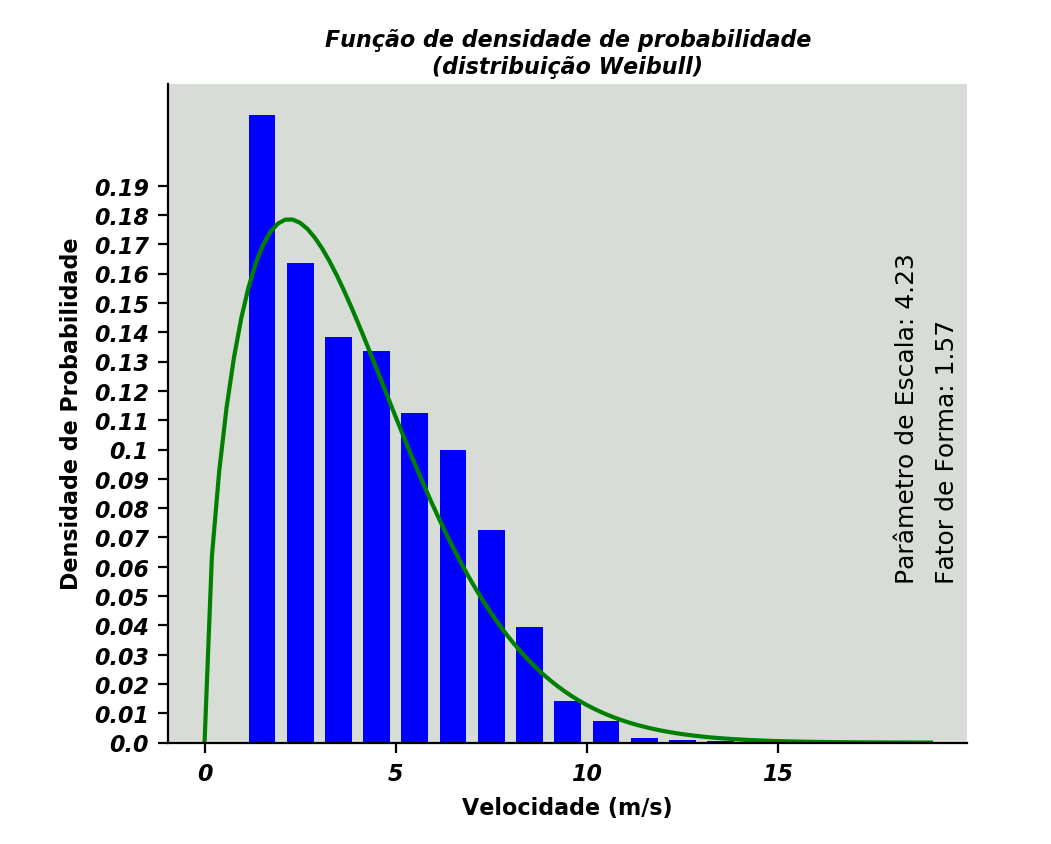 Função de densidade de probabilidade
(distribuição Weibull)
Densidade de Probabilidade
0.19
0.18
0.17
0.16
0.15
0.14
0.13
0.12
0.11
0.1
0.09
0.08
0.07
0.06
0.05
0.04
0.03
0.02
0.01
0.0
Parâmetro de Escala: 4.23
Fator de Forma: 1.57
0 5 10 15
Velocidade (m/s)